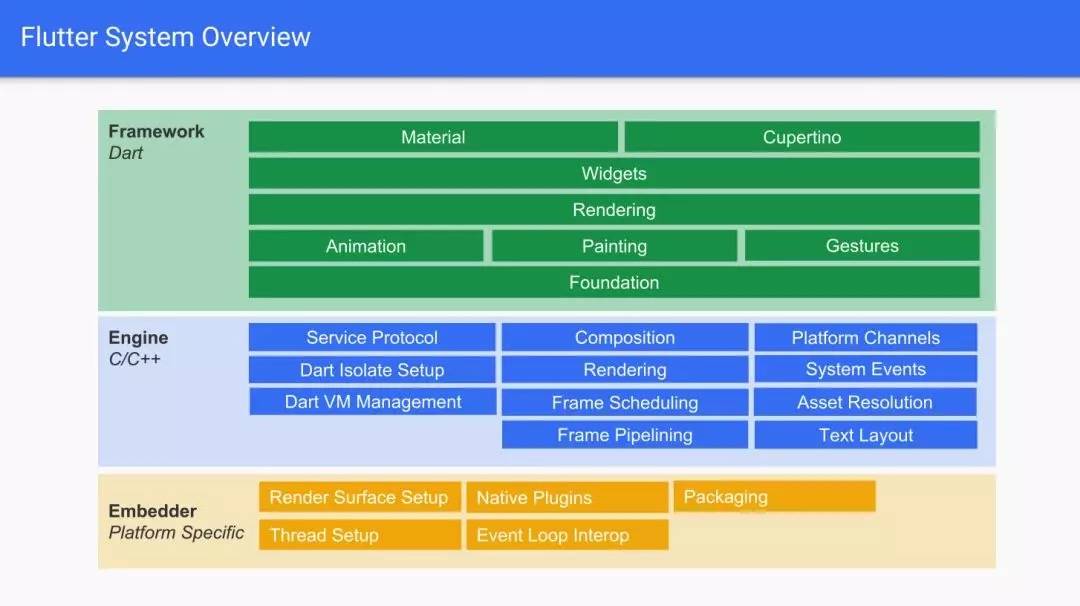 Flutter System Overview
Framework
Dart
Material
Cupertino
Widgets
Rendering
Animation
Painting
Gestures
Foundation
Engine
C/C++
Service Protocol
Composition
Platform Channels
Dart Isolate Setup
Rendering
System Events
Dart VM Management
Frame Scheduling
Asset Resolution
Frame Pipelining
Text Layout
Embedder
Platform Specific
Render Surface Setup
Native Plugins
Packaging
Thread Setup
Event Loop Interop